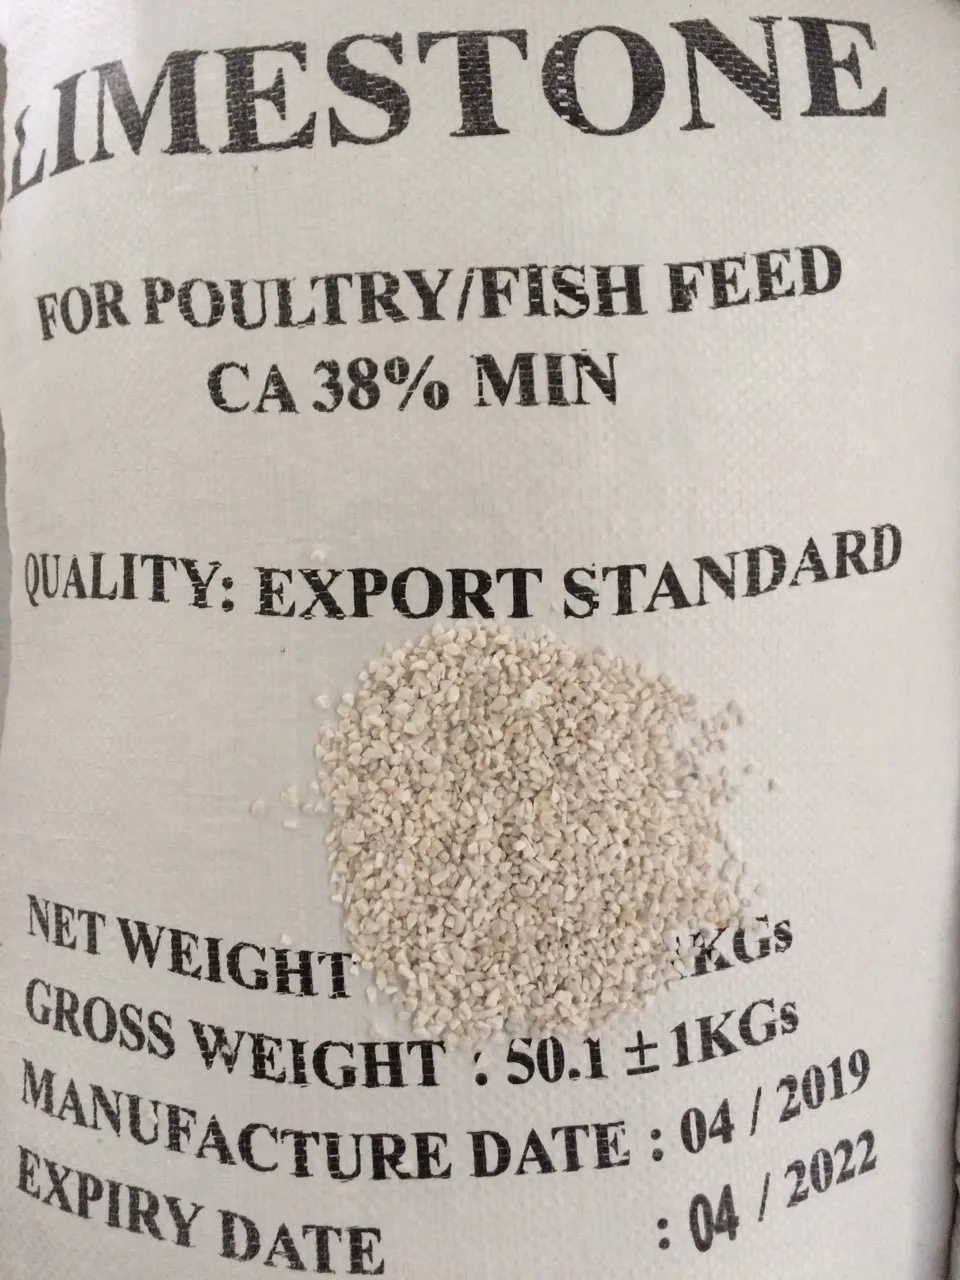 LIMESTONE
FOR POULTRY/FISH FEED
CA 38% MIN
QUALITY: EXPORT STANDARD
NET WEIGHT KGs
GROSS WEIGHT : 50.1 ± 1KGs
MANUFACTURE DATE : 04 / 2019
EXPIRY DATE : 04 / 2022